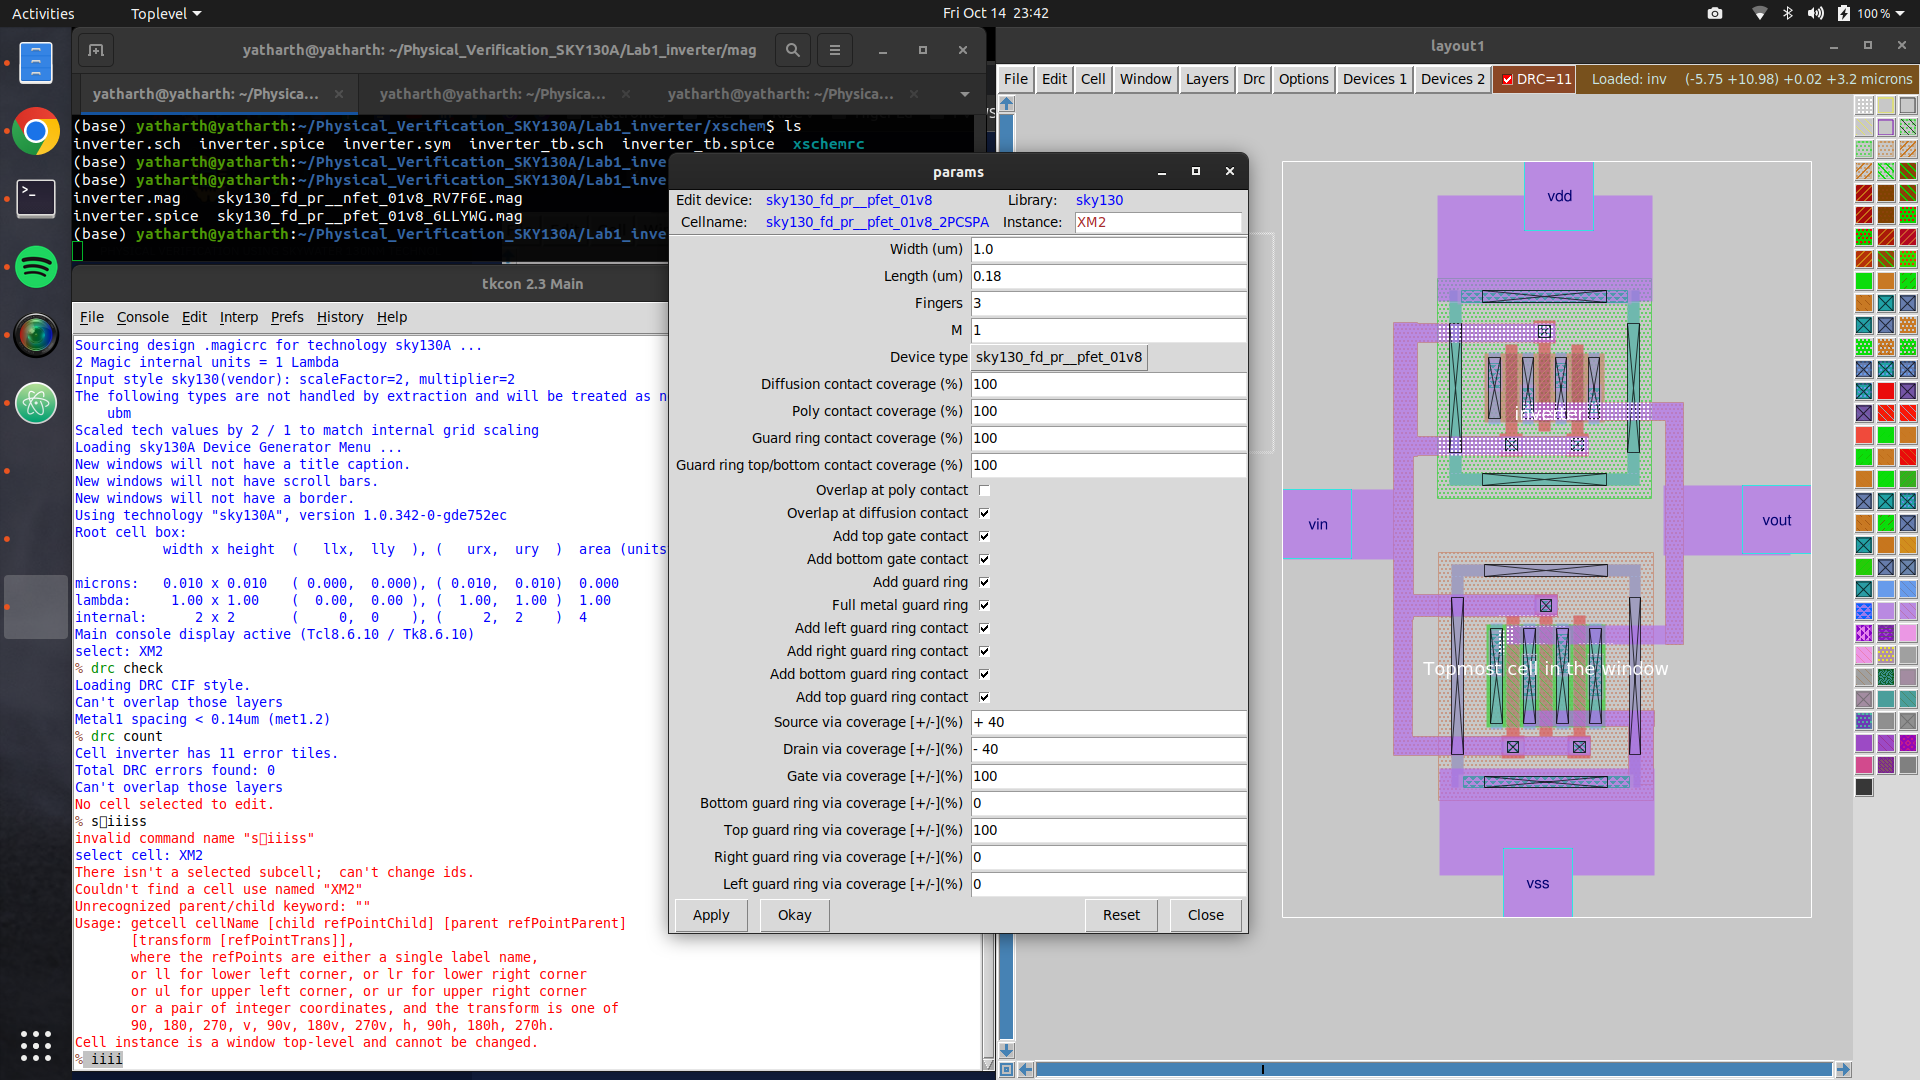 Activities
Toplevel
Fri Oct 14 23:42
100 %
yatharth@yatharth: ~/Physical_Verification_SKY130A/Lab1_inverter/mag
yatharth@yatharth: ~/Physica...
yatharth@yatharth: ~/Physica...
yatharth@yatharth: ~/Physica...
(base) yatharth@yatharth:~/Physical_Verification_SKY130A/Lab1_inverter/xschem$ ls
inverter.sch inverter.spice inverter.sym inverter_tb.sch inverter_tb.spice xschemrc
(base) yatharth@yatharth:~/Physical_Verification_SKY130A/Lab1_inve
(base) yatharth@yatharth:~/Physical_Verification_SKY130A/Lab1_inve
inverter.mag sky130_fd_pr__nfet_01v8_RV7F6E.mag
inverter.spice sky130_fd_pr__pfet_01v8_6LLYWG.mag
(base) yatharth@yatharth:~/Physical_Verification_SKY130A/Lab1_inve
tkcon 2.3 Main
File Console Edit Interp Prefs History Help
Sourcing design .magicrc for technology sky130A ...
2 Magic internal units = 1 Lambda
Input style sky130(vendor): scaleFactor=2, multiplier=2
The following types are not handled by extraction and will be treated as n
ubm
Scaled tech values by 2 / 1 to match internal grid scaling
Loading sky130A Device Generator Menu ...
New windows will not have a title caption.
New windows will not have scroll bars.
New windows will not have a border.
Using technology "sky130A", version 1.0.342-0-gde752ec
Root cell box:
width x height ( llx, lly ), ( urx, ury ) area (units
microns: 0.010 x 0.010 ( 0.000, 0.000), ( 0.010, 0.010) 0.000
lambda: 1.00 x 1.00 ( 0.00, 0.00 ), ( 1.00, 1.00 ) 1.00
internal: 2 x 2 ( 0, 0 ), ( 2, 2 ) 4
Main console display active (Tcl8.6.10 / Tk8.6.10)
select: XM2
% drc check
Loading DRC CIF style.
Can't overlap those layers
Metal1 spacing < 0.14um (met1.2)
% drc count
Cell inverter has 11 error tiles.
Total DRC errors found: 0
Can't overlap those layers
No cell selected to edit.
% s▯iiiss
invalid command name "s▯iiiss"
select cell: XM2
There isn't a selected subcell; can't change ids.
Couldn't find a cell use named "XM2"
Unrecognized parent/child keyword: ""
Usage: getcell cellName [child refPointChild] [parent refPointParent]
[transform [refPointTrans]],
where the refPoints are either a single label name,
or ll for lower left corner, or lr for lower right corner
or ul for upper left corner, or ur for upper right corner
or a pair of integer coordinates, and the transform is one of
90, 180, 270, v, 90v, 180v, 270v, h, 90h, 180h, 270h.
Cell instance is a window top-level and cannot be changed.
% iiii
params
Edit device: sky130_fd_pr__pfet_01v8 Library: sky130
Cellname: sky130_fd_pr__pfet_01v8_2PCSPA Instance: XM2
Width (um) 1.0
Length (um) 0.18
Fingers 3
M 1
Device type sky130_fd_pr__pfet_01v8
Diffusion contact coverage (%) 100
Poly contact coverage (%) 100
Guard ring contact coverage (%) 100
Guard ring top/bottom contact coverage (%) 100
Overlap at poly contact
Overlap at diffusion contact
Add top gate contact
Add bottom gate contact
Add guard ring
Full metal guard ring
Add left guard ring contact
Add right guard ring contact
Add bottom guard ring contact
Add top guard ring contact
Source via coverage [+/-](%) + 40
Drain via coverage [+/-](%) - 40
Gate via coverage [+/-](%) 100
Bottom guard ring via coverage [+/-](%) 0
Top guard ring via coverage [+/-](%) 100
Right guard ring via coverage [+/-](%) 0
Left guard ring via coverage [+/-](%) 0
Apply Okay Reset Close
layout1
File Edit Cell Window Layers Drc Options Devices 1 Devices 2 DRC=11 Loaded: inv (-5.75 +10.98) +0.02 +3.2 microns
vdd
inverter
vin
vout
Topmost cell in the window
vss